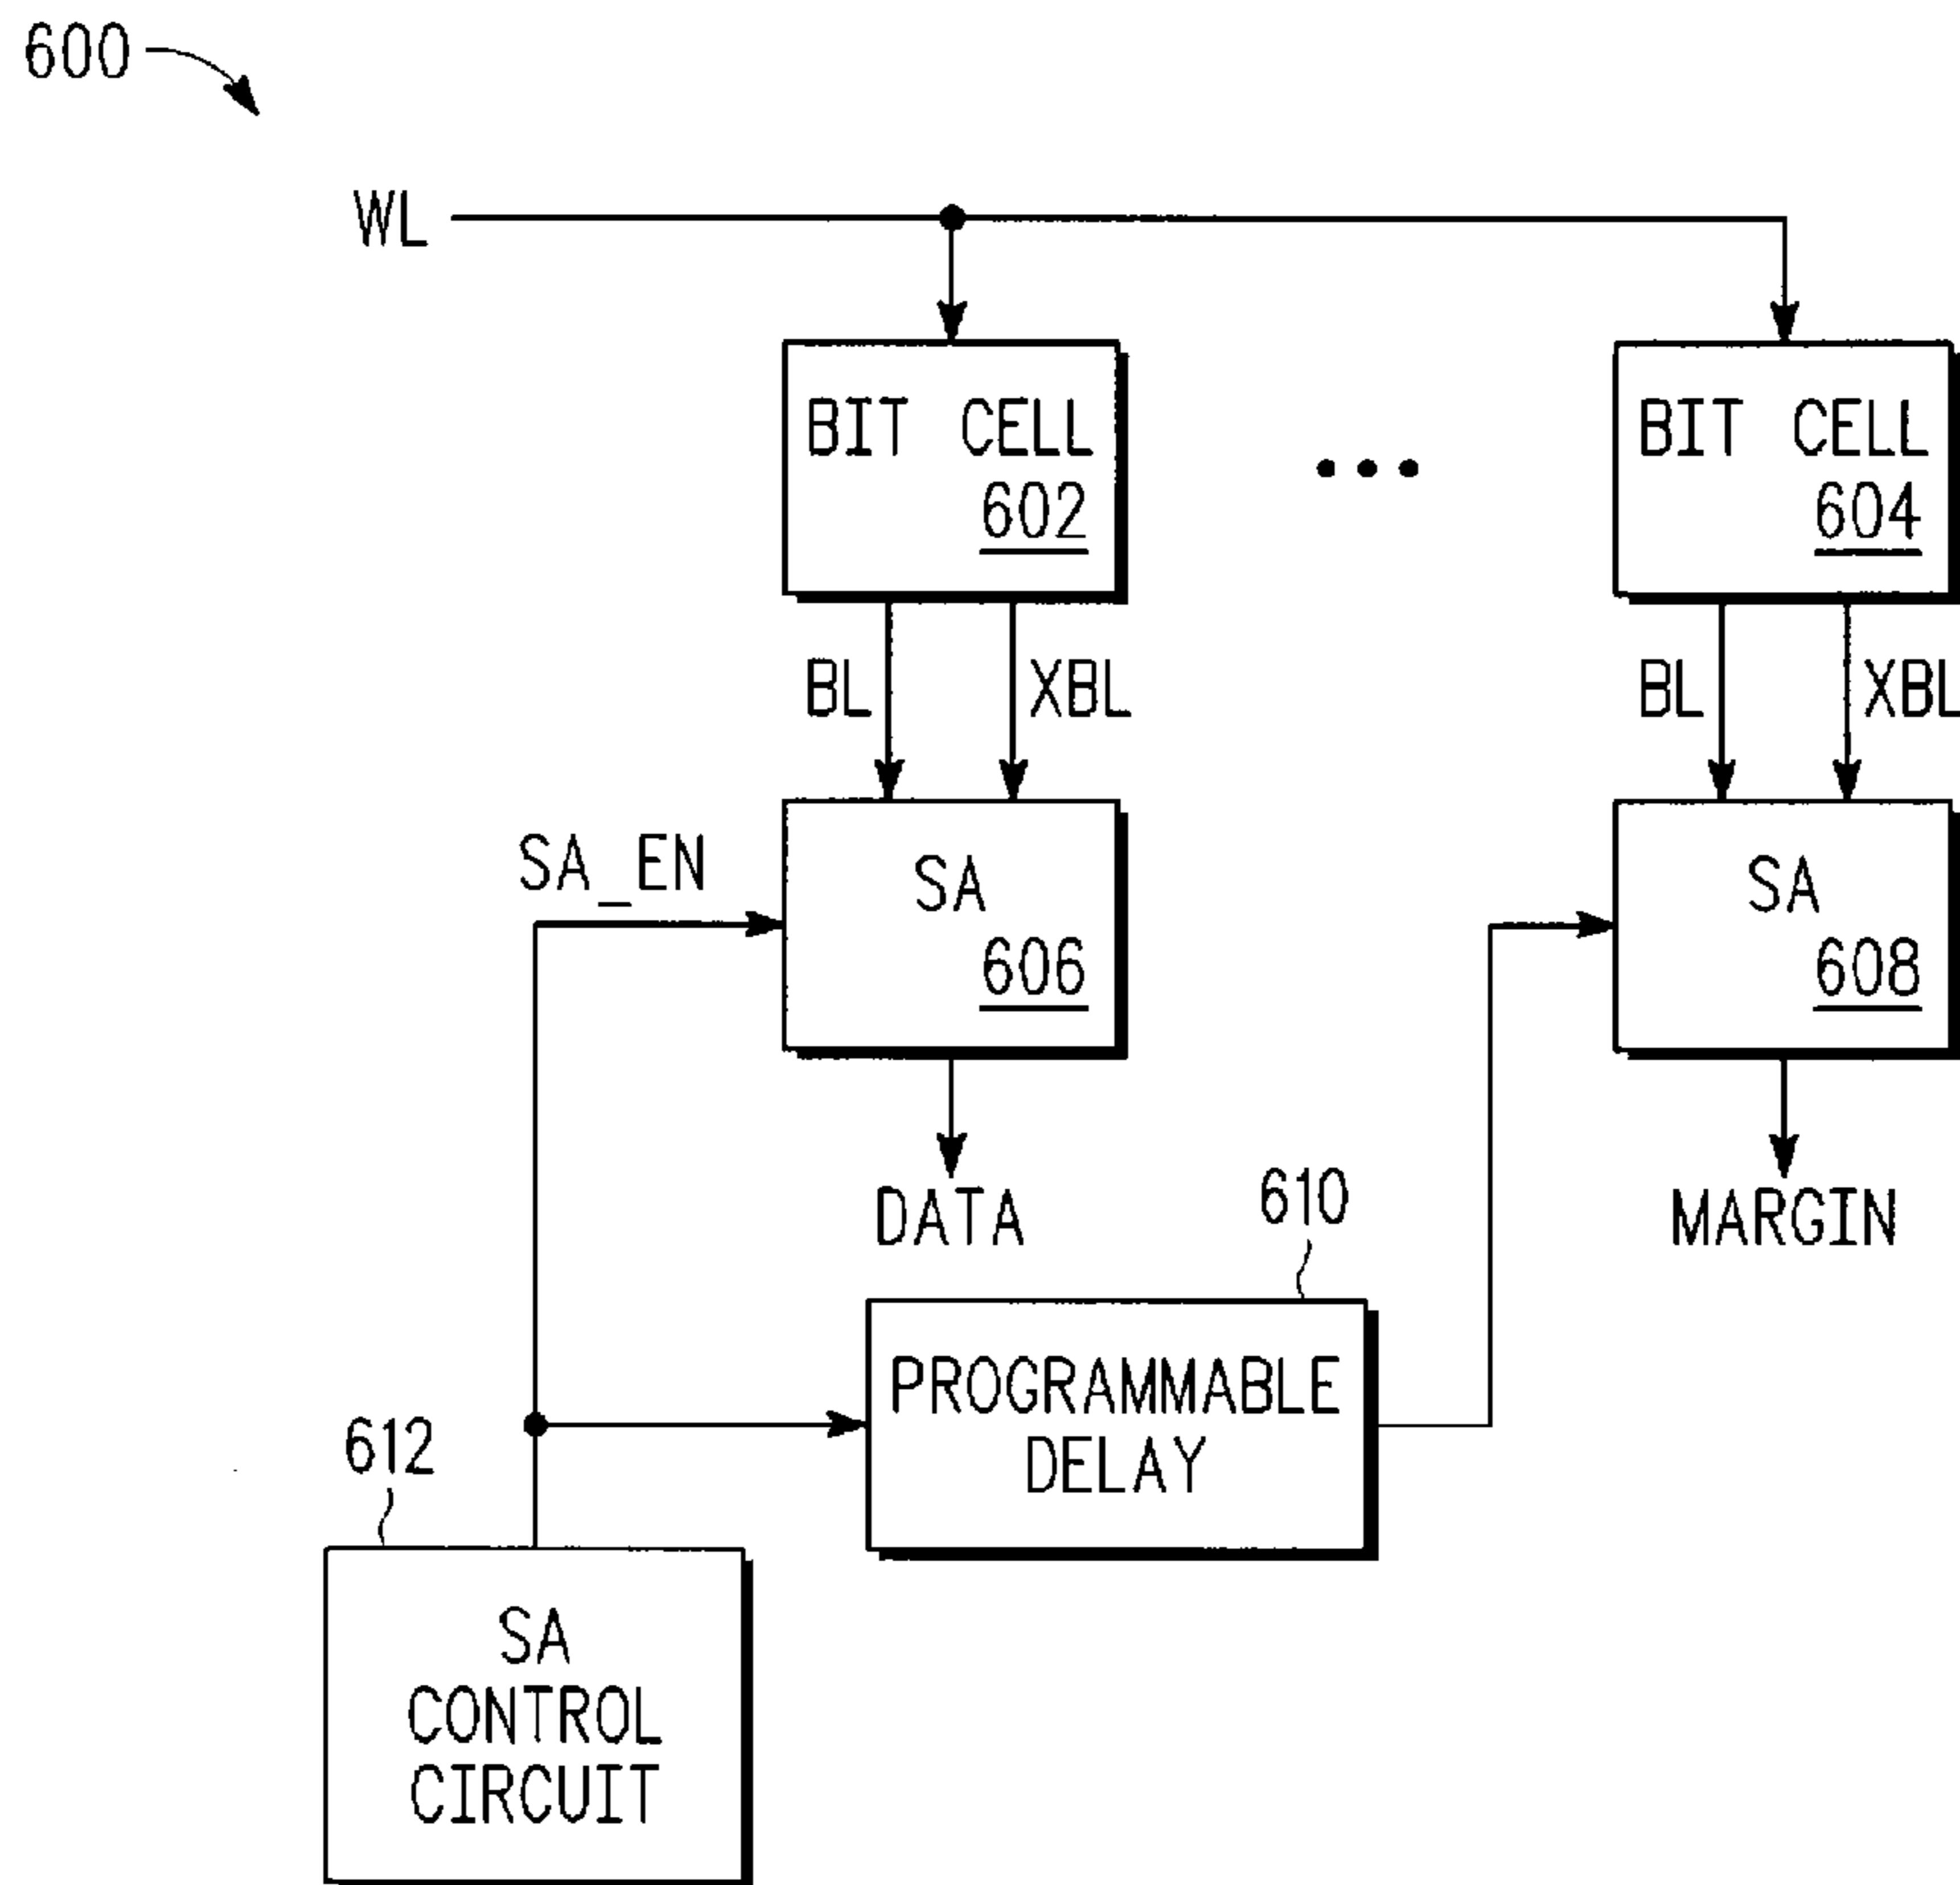 600
WL
BIT CELL
602
BIT CELL
604
BL
XBL
BL
XBL
SA_EN
SA
606
SA
608
DATA
MARGIN
610
PROGRAMMABLE
DELAY
612
SA
CONTROL
CIRCUIT